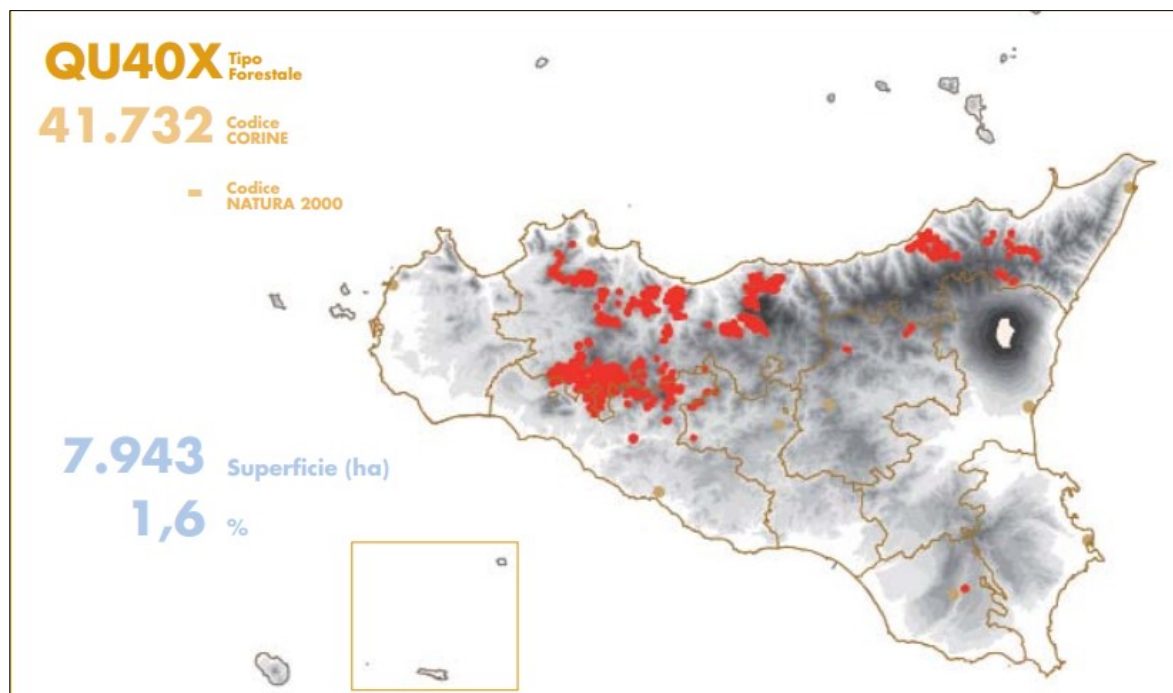 QU40X Tipo
Forestale
41.732 Codice
CORINE
- Codice
NATURA 2000
7.943 Superficie (ha)
1,6 %